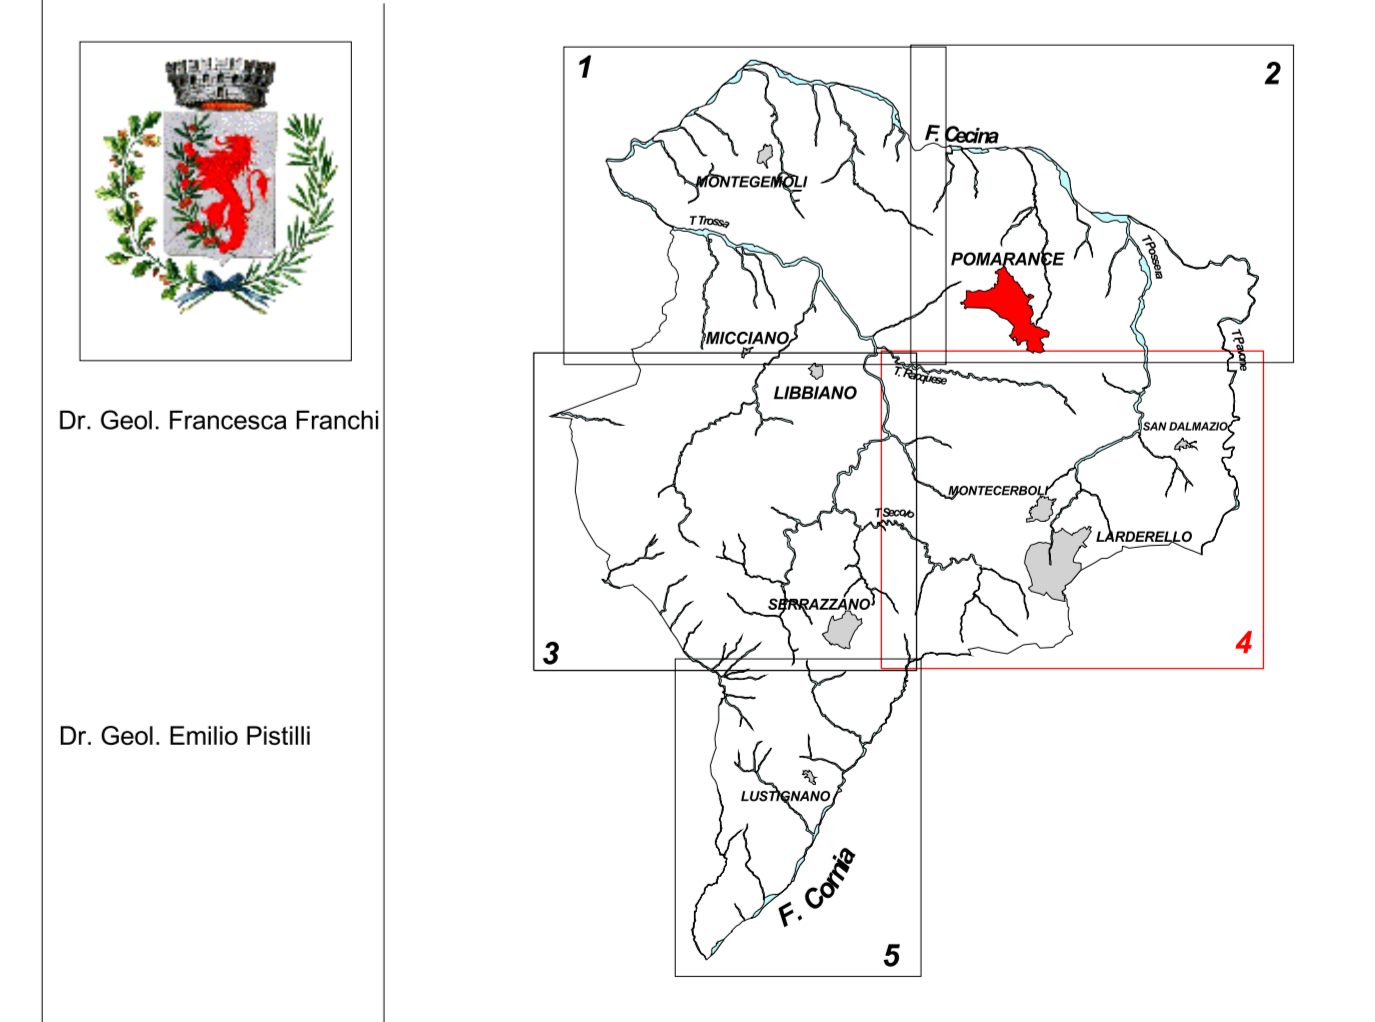 Dr. Geol. Francesca Franchi
Dr. Geol. Emilio Pistilli
1
2
F. Cecina
MONTEGEMOLI
T Trossa
T Possera
POMARANCE
MICCIANO
T Pavone
LIBBIANO
T. Racquese
SAN DALMAZIO
MONTECERBOLI
T Secolo
LARDERELLO
SERRAZZANO
3
4
LUSTIGNANO
F. Cornia
5